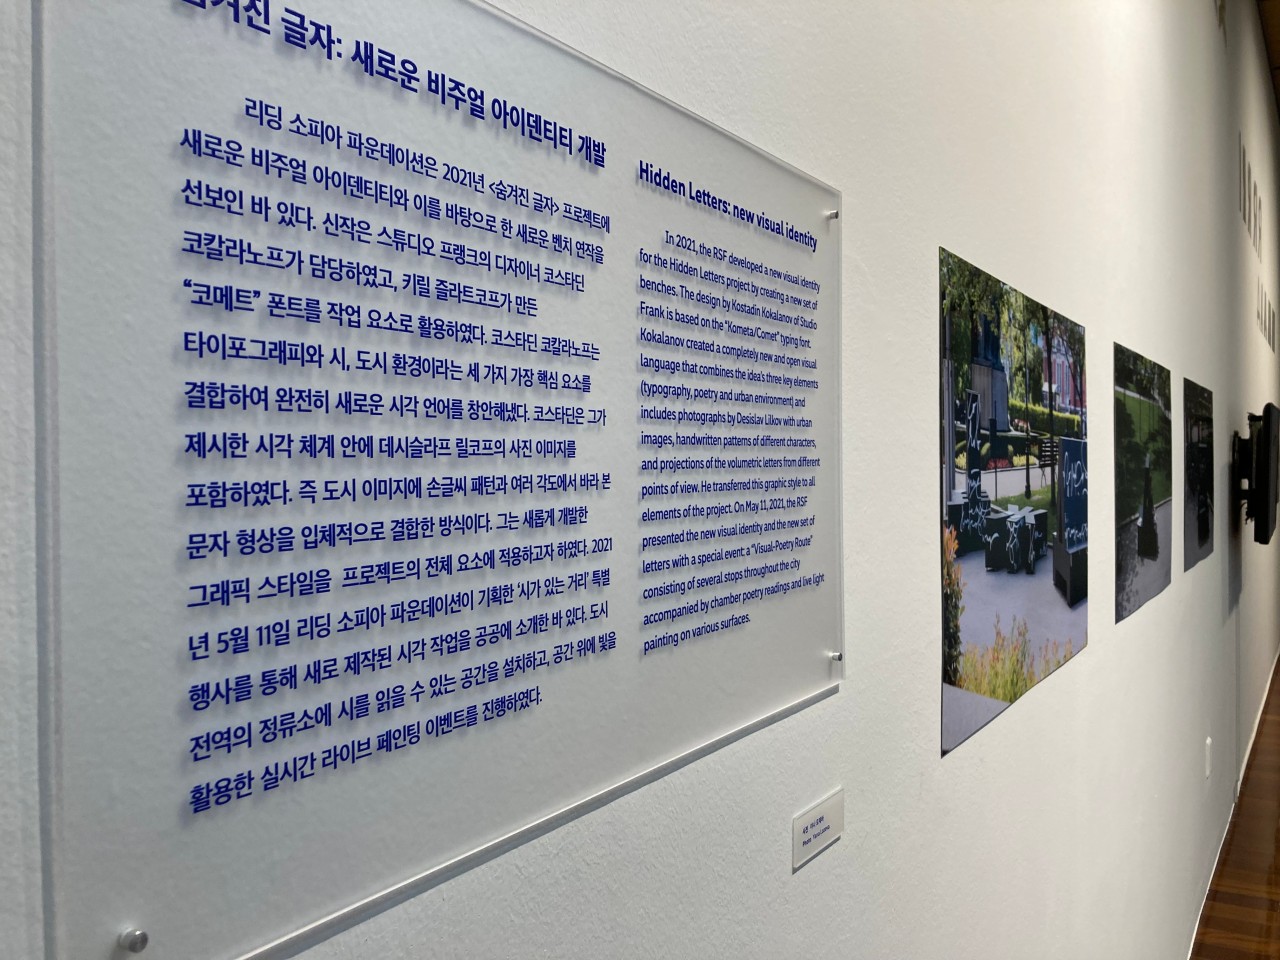 숨겨진 글자: 새로운 비주얼 아이덴티티 개발
리딩 소피아 파운데이션은 2021년 <숨겨진 글자> 프로젝트에
새로운 비주얼 아이덴티티와 이를 바탕으로 한 새로운 벤치 연작을
선보인 바 있다. 신작은 스튜디오 프랭크의 디자이너 코스타딘
코칼라노프가 담당하였고, 키릴 즐라트코프가 만든
“코메트” 폰트를 작업 요소로 활용하였다. 코스타딘 코칼라노프는
타이포그래피와 시, 도시 환경이라는 세 가지 가장 핵심 요소를
결합하여 완전히 새로운 시각 언어를 창안해냈다. 코스타딘은 그가
제시한 시각 체계 안에 데시슬라프 릴코프의 사진 이미지를
포함하였다. 즉 도시 이미지에 손글씨 패턴과 여러 각도에서 바라 본
문자 형상을 입체적으로 결합한 방식이다. 그는 새롭게 개발한
그래픽 스타일을 프로젝트의 전체 요소에 적용하고자 하였다. 2021
년 5월 11일 리딩 소피아 파운데이션이 기획한 ‘시가 있는 거리’ 특별
행사를 통해 새로 제작된 시각 작업을 공공에 소개한 바 있다. 도시
전역의 정류소에 시를 읽을 수 있는 공간을 설치하고, 공간 위에 빛을
활용한 실시간 라이브 페인팅 이벤트를 진행하였다.
Hidden Letters: new visual identity
In 2021, the RSF developed a new visual identity
for the Hidden Letters project by creating a new set of
benches. The design by Kostadin Kokalanov of Studio
Frank is based on the “Kometa/Comet” typing font.
Kokalanov created a completely new and open visual
language that combines the idea’s three key elements
(typography, poetry and urban environment) and
includes photographs by Desislav Lilkov with urban
images, handwritten patterns of different characters,
and projections of the volumetric letters from different
points of view. He transferred this graphic style to all
elements of the project. On May 11, 2021, the RSF
presented the new visual identity and the new set of
letters with a special event: a “Visual-Poetry Route”
consisting of several stops throughout the city
accompanied by chamber poetry readings and live light
painting on various surfaces.
사진
Photo